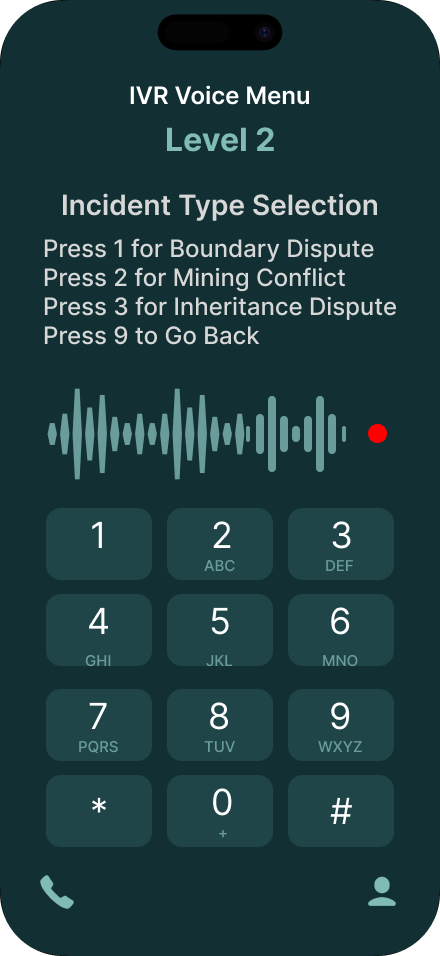 IVR Voice Menu
Level 2
Incident Type Selection
Press 1 for Boundary Dispute
Press 2 for Mining Conflict
Press 3 for Inheritance Dispute
Press 9 to Go Back
1 2 3
ABC DEF
4 5 6
GHI JKL MNO
7 8 9
PQRS TUV WXYZ
* 0 #
+